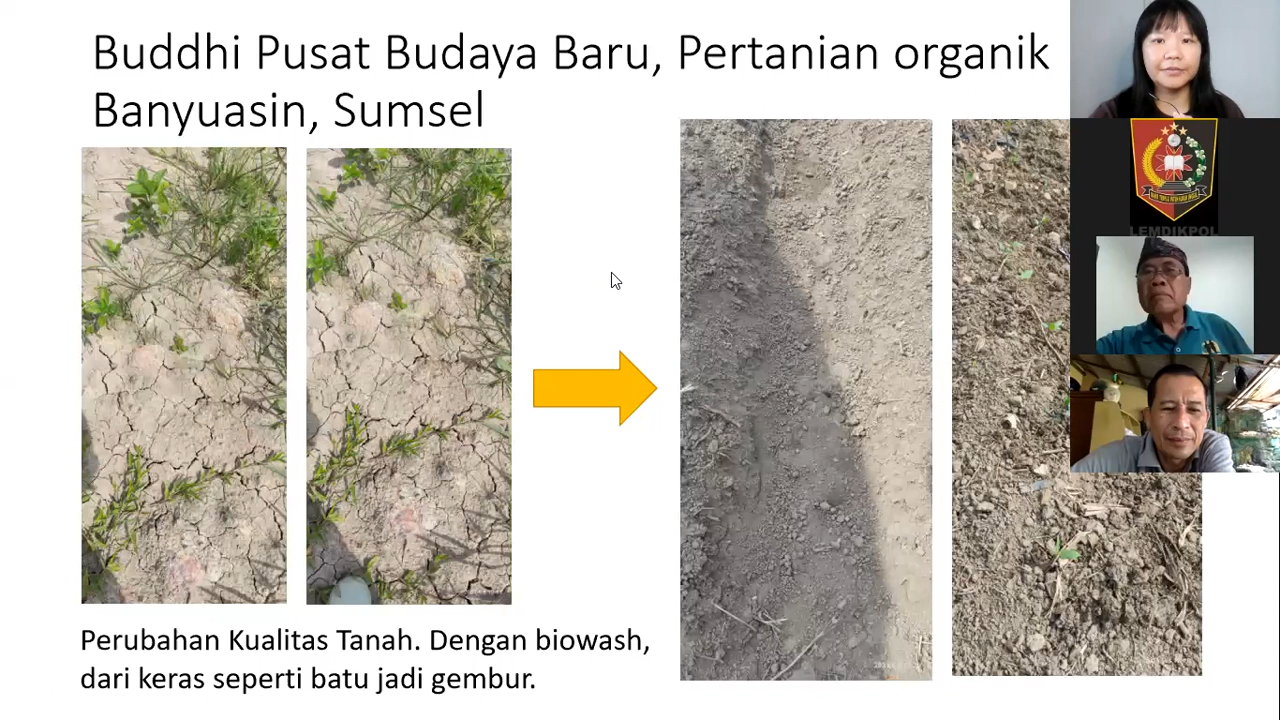 Buddhi Pusat Budaya Baru, Pertanian organik
Banyuasin, Sumsel
LEMDIKPOL
Perubahan Kualitas Tanah. Dengan biowash,
dari keras seperti batu jadi gembur.